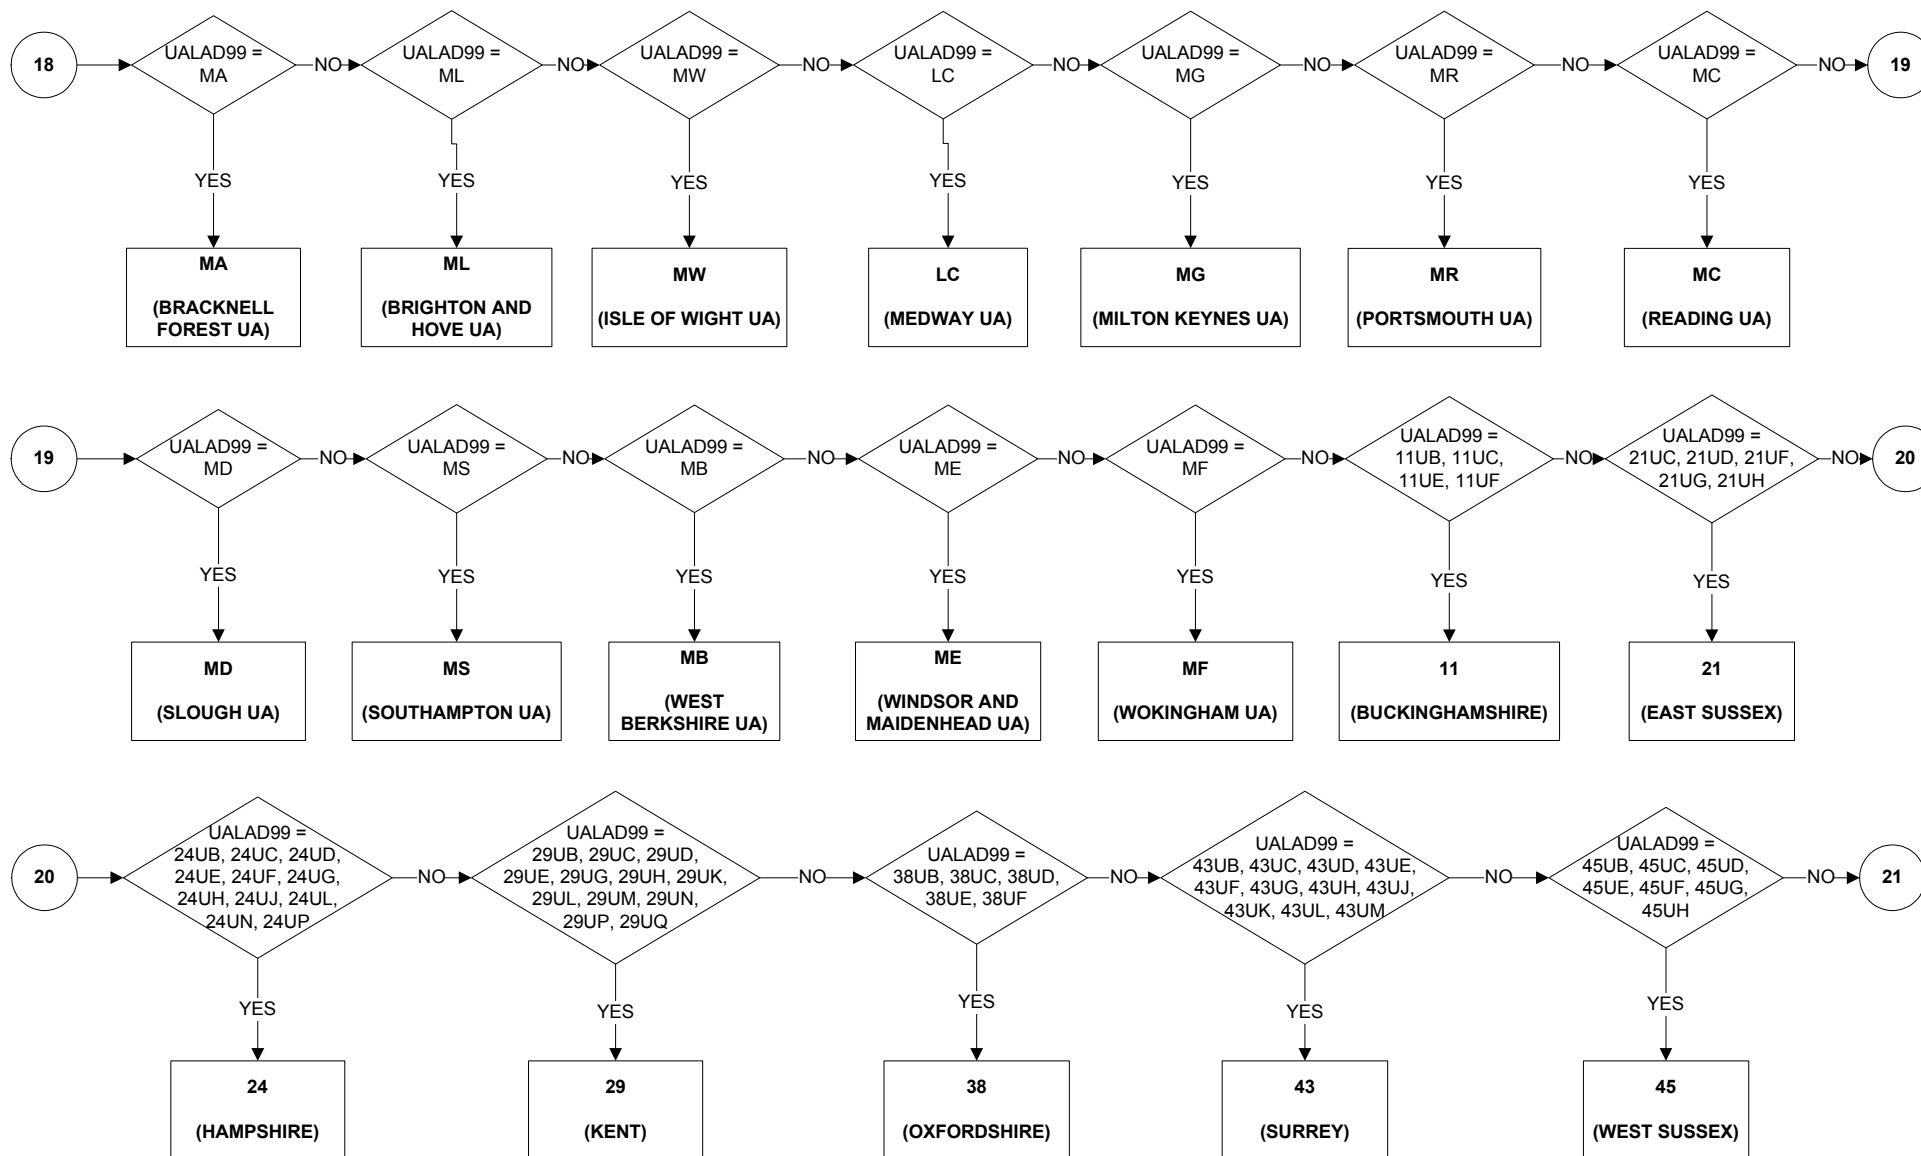 18
UALAD99 =
MA
NO
UALAD99 =
ML
NO
UALAD99 =
MW
NO
UALAD99 =
LC
NO
UALAD99 =
MG
NO
UALAD99 =
MR
NO
UALAD99 =
MC
NO
19
YES
YES
YES
YES
YES
YES
YES
MA
(BRACKNELL
FOREST UA)
ML
(BRIGHTON AND
HOVE UA)
MW
(ISLE OF WIGHT UA)
LC
(MEDWAY UA)
MG
(MILTON KEYNES UA)
MR
(PORTSMOUTH UA)
MC
(READING UA)
19
UALAD99 =
MD
NO
UALAD99 =
MS
NO
UALAD99 =
MB
NO
UALAD99 =
ME
NO
UALAD99 =
MF
NO
UALAD99 =
11UB, 11UC,
11UE, 11UF
NO
UALAD99 =
21UC, 21UD, 21UF,
21UG, 21UH
NO
20
YES
YES
YES
YES
YES
YES
YES
MD
(SLOUGH UA)
MS
(SOUTHAMPTON UA)
MB
(WEST
BERKSHIRE UA)
ME
(WINDSOR AND
MAIDENHEAD UA)
MF
(WOKINGHAM UA)
11
(BUCKINGHAMSHIRE)
21
(EAST SUSSEX)
20
UALAD99 =
24UB, 24UC, 24UD,
24UE, 24UF, 24UG,
24UH, 24UJ, 24UL,
24UN, 24UP
NO
UALAD99 =
29UB, 29UC, 29UD,
29UE, 29UG, 29UH, 29UK,
29UL, 29UM, 29UN,
29UP, 29UQ
NO
UALAD99 =
38UB, 38UC, 38UD,
38UE, 38UF
NO
UALAD99 =
43UB, 43UC, 43UD, 43UE,
43UF, 43UG, 43UH, 43UJ,
43UK, 43UL, 43UM
NO
UALAD99 =
45UB, 45UC, 45UD,
45UE, 45UF, 45UG,
45UH
NO
21
YES
YES
YES
YES
YES
24
(HAMPSHIRE)
29
(KENT)
38
(OXFORDSHIRE)
43
(SURREY)
45
(WEST SUSSEX)